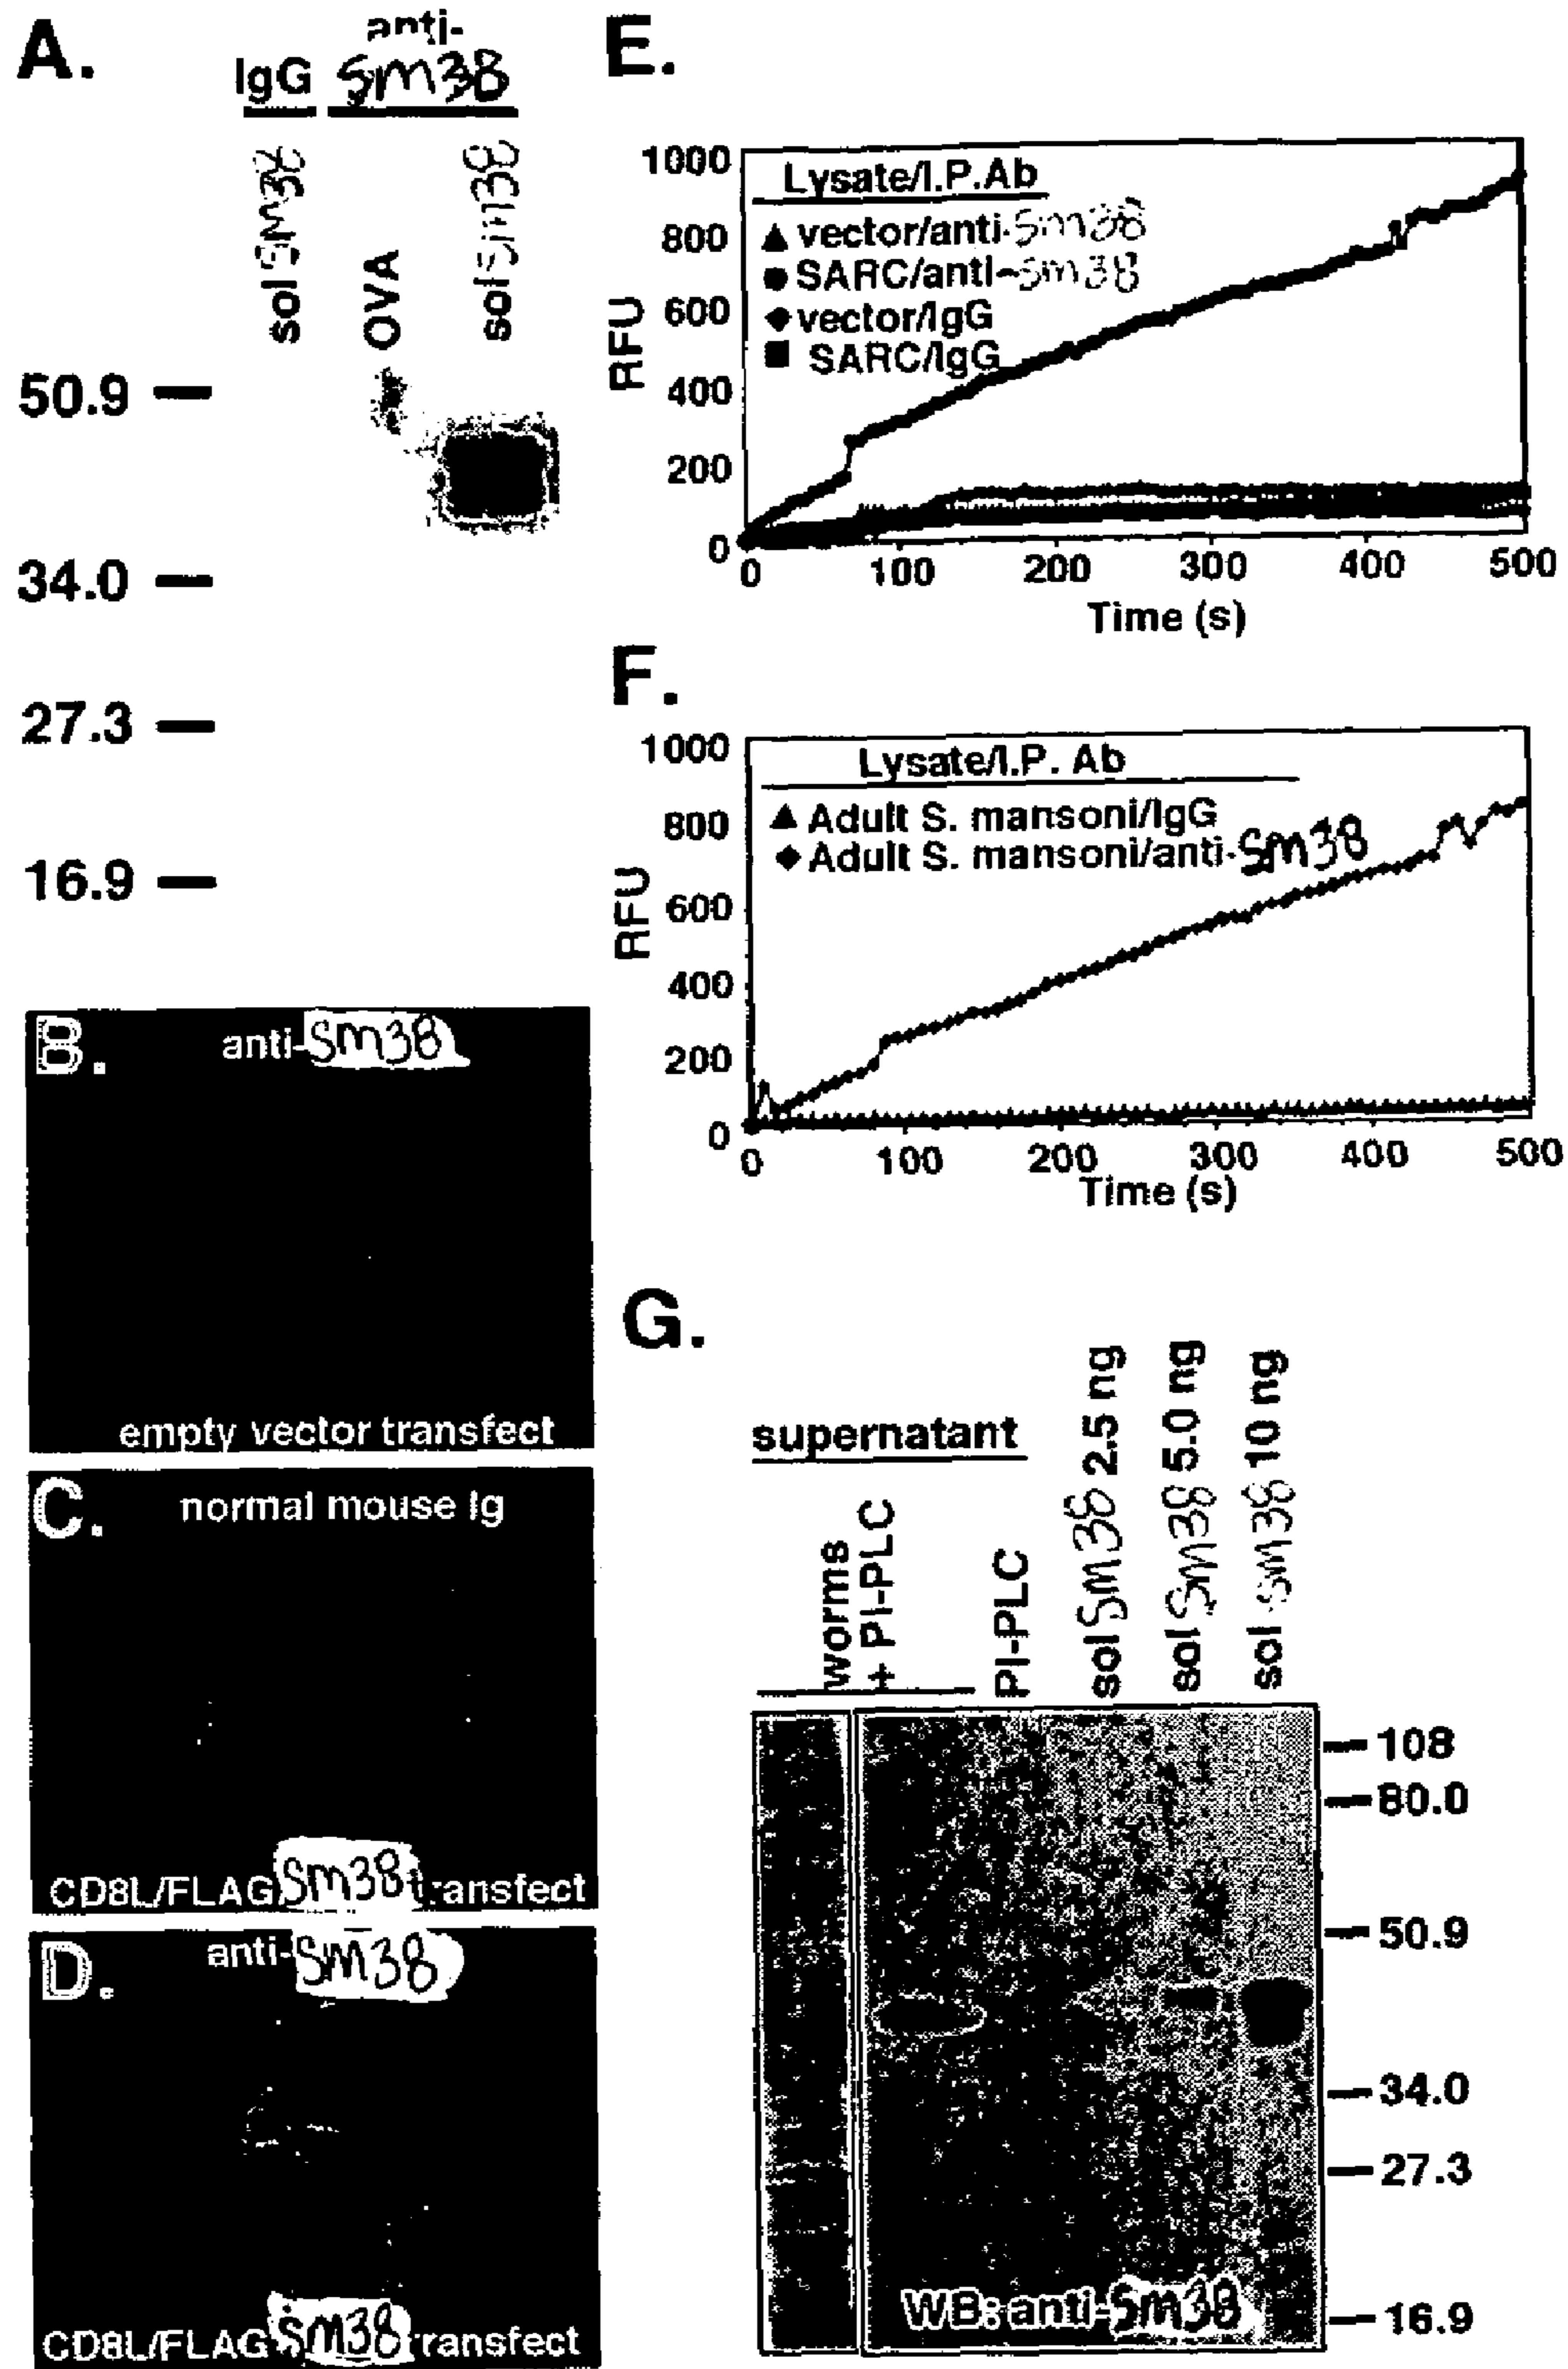 A.
anti-
IgG Sm38
sol Sm38
OVA
sol Sm38
50.9
34.0
27.3
16.9
B.
anti-Sm38
empty vector transfect
C.
normal mouse Ig
CD8L/FLAG Sm38 transfect
D.
anti-Sm38
CD8L/FLAG Sm38 transfect
E.
1000
800
600
400
200
0
RFU
Lysate/I.P.Ab
vector/anti-Sm38
SARC/anti-Sm38
vector/IgG
SARC/IgG
0 100 200 300 400 500
Time (s)
F.
1000
800
600
400
200
0
RFU
Lysate/I.P. Ab
Adult S. mansoni/IgG
Adult S. mansoni/anti-Sm38
0 100 200 300 400 500
Time (s)
G.
supernatant
worms
+ PI-PLC
PI-PLC
sol Sm38 2.5 ng
sol Sm38 5.0 ng
sol Sm38 10 ng
108
80.0
50.9
34.0
27.3
16.9
WB: anti-Sm38